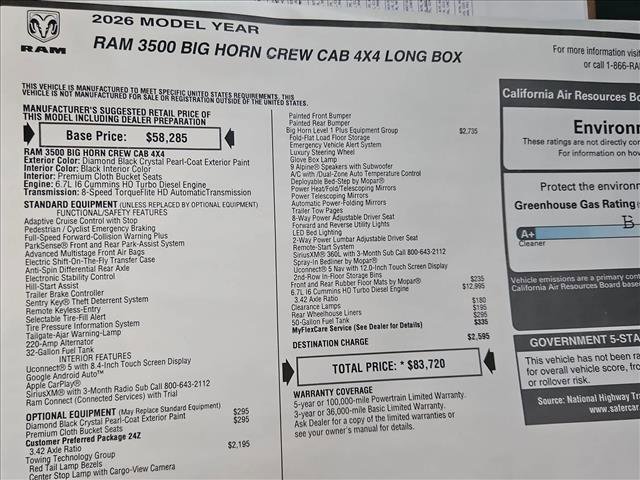 RAM
2026 MODEL YEAR
RAM 3500 BIG HORN CREW CAB 4X4 LONG BOX
For more information visit
or call 1-866-RA
THIS VEHICLE IS MANUFACTURED TO MEET SPECIFIC UNITED STATES REQUIREMENTS. THIS
VEHICLE IS NOT MANUFACTURED FOR SALE OR REGISTRATION OUTSIDE OF THE UNITED STATES.
MANUFACTURER'S SUGGESTED RETAIL PRICE OF
THIS MODEL INCLUDING DEALER PREPARATION
Base Price: $58,285
RAM 3500 BIG HORN CREW CAB 4X4
Exterior Color: Diamond Black Crystal Pearl-Coat Exterior Paint
Interior Color: Black Interior Color
Interior: Premium Cloth Bucket Seats
Engine: 6.7L I6 Cummins HO Turbo Diesel Engine
Transmission: 8-Speed TorqueFlite HD AutomaticTransmission
STANDARD EQUIPMENT (UNLESS REPLACED BY OPTIONAL EQUIPMENT)
FUNCTIONAL/SAFETY FEATURES
Adaptive Cruise Control with Stop
Pedestrian / Cyclist Emergency Braking
Full-Speed Forward-Collision Warning Plus
ParkSense® Front and Rear Park-Assist System
Advanced Multistage Front Air Bags
Electric Shift-On-The-Fly Transfer Case
Anti-Spin Differential Rear Axle
Electronic Stability Control
Hill-Start Assist
Trailer Brake Controller
Sentry Key® Theft Deterrent System
Remote Keyless-Entry
Selectable Tire-Fill Alert
Tire Pressure Information System
Tailgate-Ajar Warning-Lamp
220-Amp Alternator
32-Gallon Fuel Tank
INTERIOR FEATURES
Uconnect® 5 with 8.4-Inch Touch Screen Display
Google Android Auto™
Apple CarPlay®
SiriusXM® with 3-Month Radio Sub Call 800-643-2112
Ram Connect (Connected Services) with Trial
OPTIONAL EQUIPMENT (May Replace Standard Equipment)
Diamond Black Crystal Pearl-Coat Exterior Paint $295
Premium Cloth Bucket Seats $295
Customer Preferred Package 24Z
3.42 Axle Ratio
Towing Technology Group $2,195
Red Tail Lamp Bezels
Center Stop Lamp with Cargo-View Camera
Painted Front Bumper
Painted Rear Bumper
Big Horn Level 1 Plus Equipment Group $2,735
Fold-Flat Load Floor Storage
Emergency Vehicle Alert System
Luxury Steering Wheel
Glove Box Lamp
9 Alpine® Speakers with Subwoofer
A/C with /Dual-Zone Auto Temperature Control
Deployable Bed-Step by Mopar®
Power Heat/Fold/Telescoping Mirrors
Power Telescoping Mirrors
Automatic Power-Folding Mirrors
Trailer Tow Pages
8-Way Power Adjustable Driver Seat
Forward and Reverse Utility Lights
LED Bed Lighting
2-Way Power Lumbar Adjustable Driver Seat
Remote-Start System
SiriusXM® 360L with 3-Month Sub Call 800-643-2112
Spray-In Bedliner by Mopar®
Uconnect® 5 Nav with 12.0-Inch Touch Screen Display
2nd-Row In-Floor Storage Bins
Front and Rear Rubber Floor Mats by Mopar® $235
6.7L I6 Cummins HO Turbo Diesel Engine $12,995
3.42 Axle Ratio
Clearance Lamps $180
Rear Wheelhouse Liners $195
50-Gallon Fuel Tank $295
MyFlexCare Service (See Dealer for Details) $335
DESTINATION CHARGE $2,595
TOTAL PRICE: * $83,720
WARRANTY COVERAGE
5-year or 100,000-mile Powertrain Limited Warranty.
3-year or 36,000-mile Basic Limited Warranty.
Ask Dealer for a copy of the limited warranties or
see your owner's manual for details.
California Air Resources Bo
Environ
These ratings are not directly com
For information on how
Protect the environ
Greenhouse Gas Rating
B
A+
Cleaner
Vehicle emissions are a primary cont
California Air Resources Board base
GOVERNMENT 5-STA
This vehicle has not been ra
for overall vehicle score, fro
or rollover risk.
Source: National Highway Tra
www.safercar